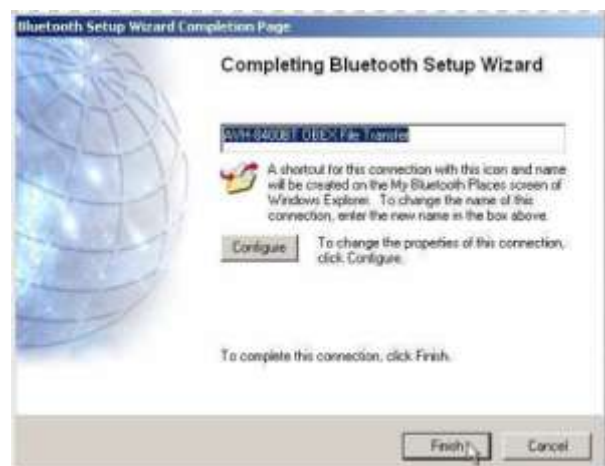 Bluetooth Setup Wizard Completion Page
Completing Bluetooth Setup Wizard
AVH-8400BT OBEX File Transfer
A shortcut for this connection with this icon and name
will be created on the My Bluetooth Places screen of
Windows Explorer. To change the name of this
connection, enter the new name in the box above.
Configure
To change the properties of this connection,
click Configure.
To complete this connection, click Finish.
Finish
Cancel